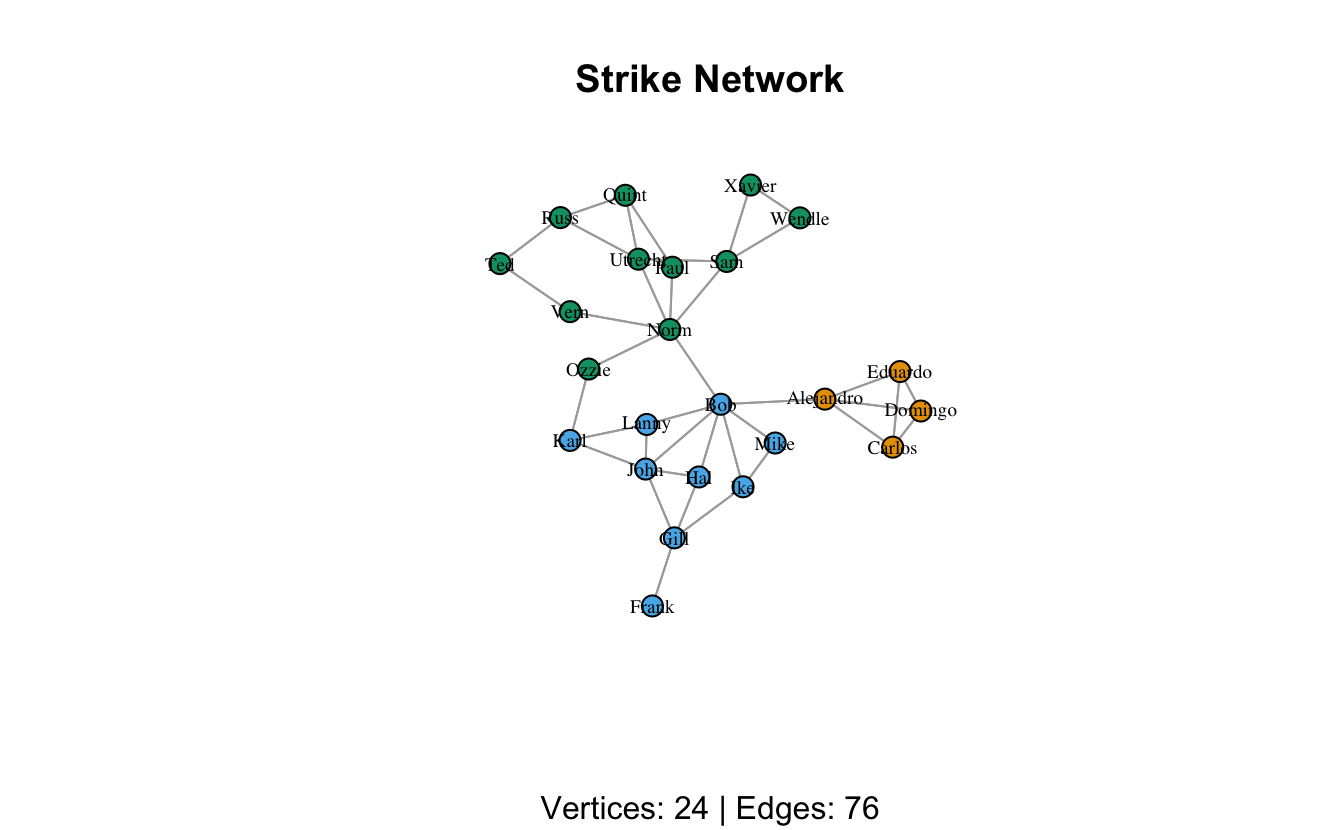 Strike Network
Xavier
Quint
Russ
Wendle
Utrecht
Sam
Ted
Paul
Vern
Norm
Ozzie
Eduardo
Alejandro
Bob
Domingo
Lanny
Karl
Mike
Carlos
John
Hal
Ike
Gill
Frank
Vertices: 24 | Edges: 76